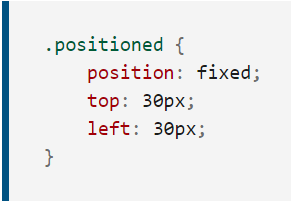 .positioned {
    position: fixed;
    top: 30px;
    left: 30px;
}